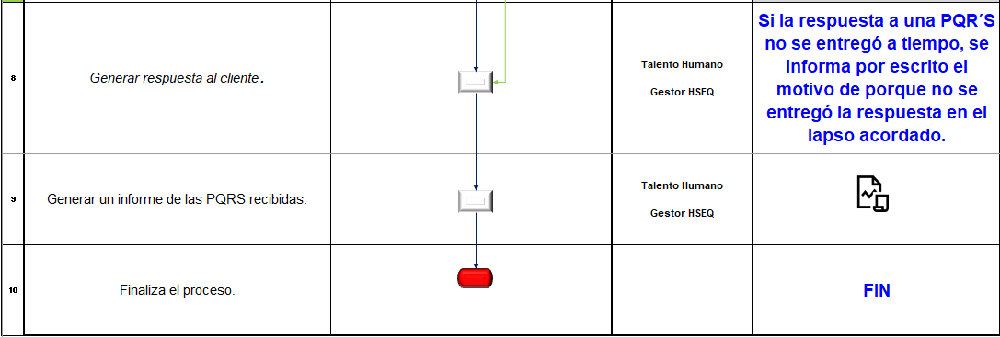 8
Generar respuesta al cliente.
Talento Humano
Gestor HSEQ
Si la respuesta a una PQR´S
no se entregó a tiempo, se
informa por escrito el
motivo de porque no se
entregó la respuesta en el
lapso acordado.
9
Generar un informe de las PQRS recibidas.
Talento Humano
Gestor HSEQ
10
Finaliza el proceso.
FIN